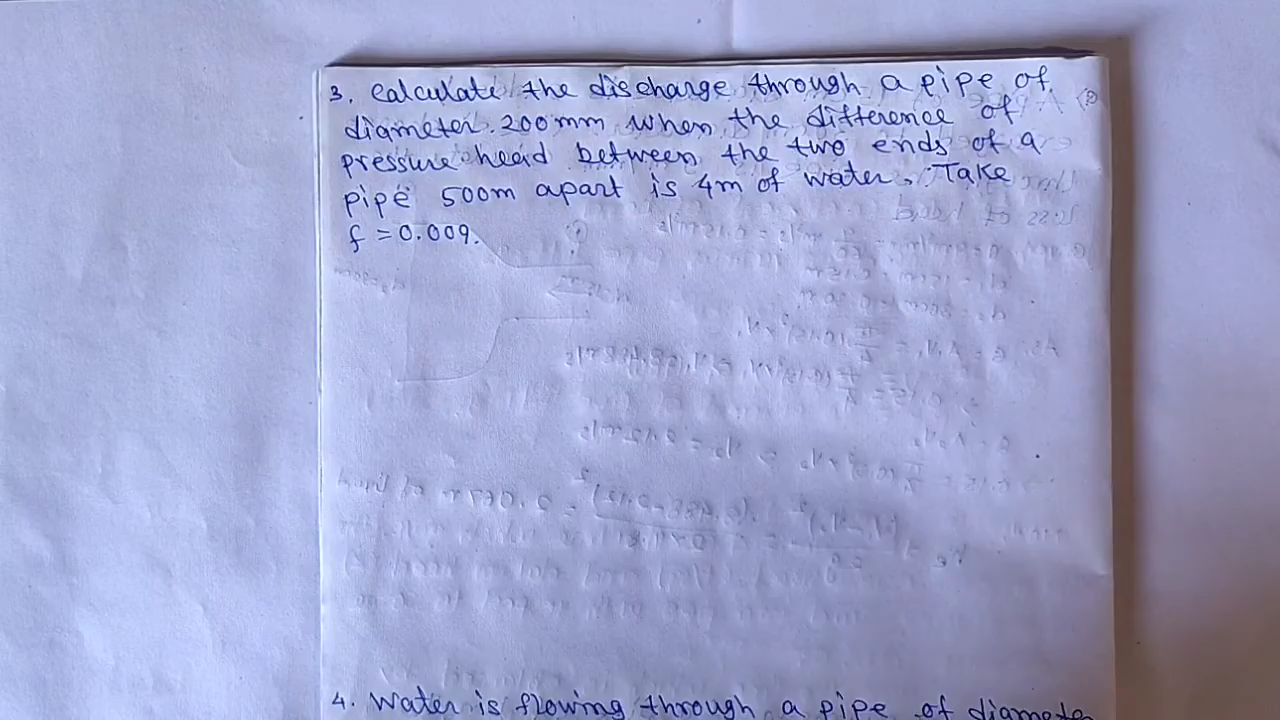 3. Calculate the discharge through a pipe of
diameter 200mm when the difference of
pressure head between the two ends of a
pipe 500m apart is 4m of water. Take
f = 0.009.
4. Water is flowing through a pipe of diameter